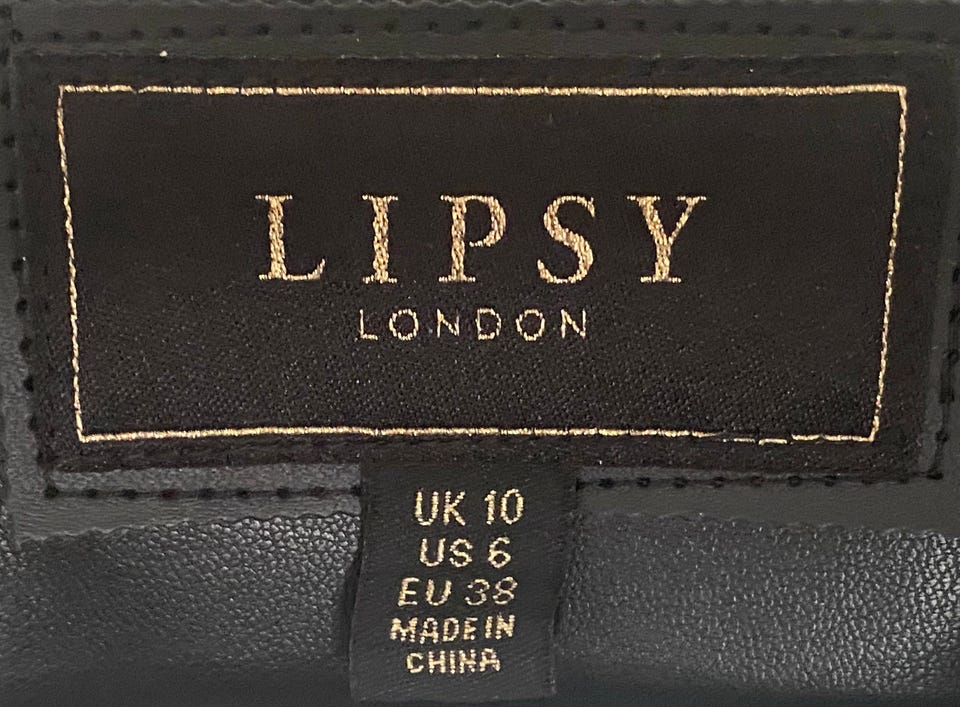 LIPSY
LONDON
UK 10
US 6
EU 38
MADE IN
CHINA